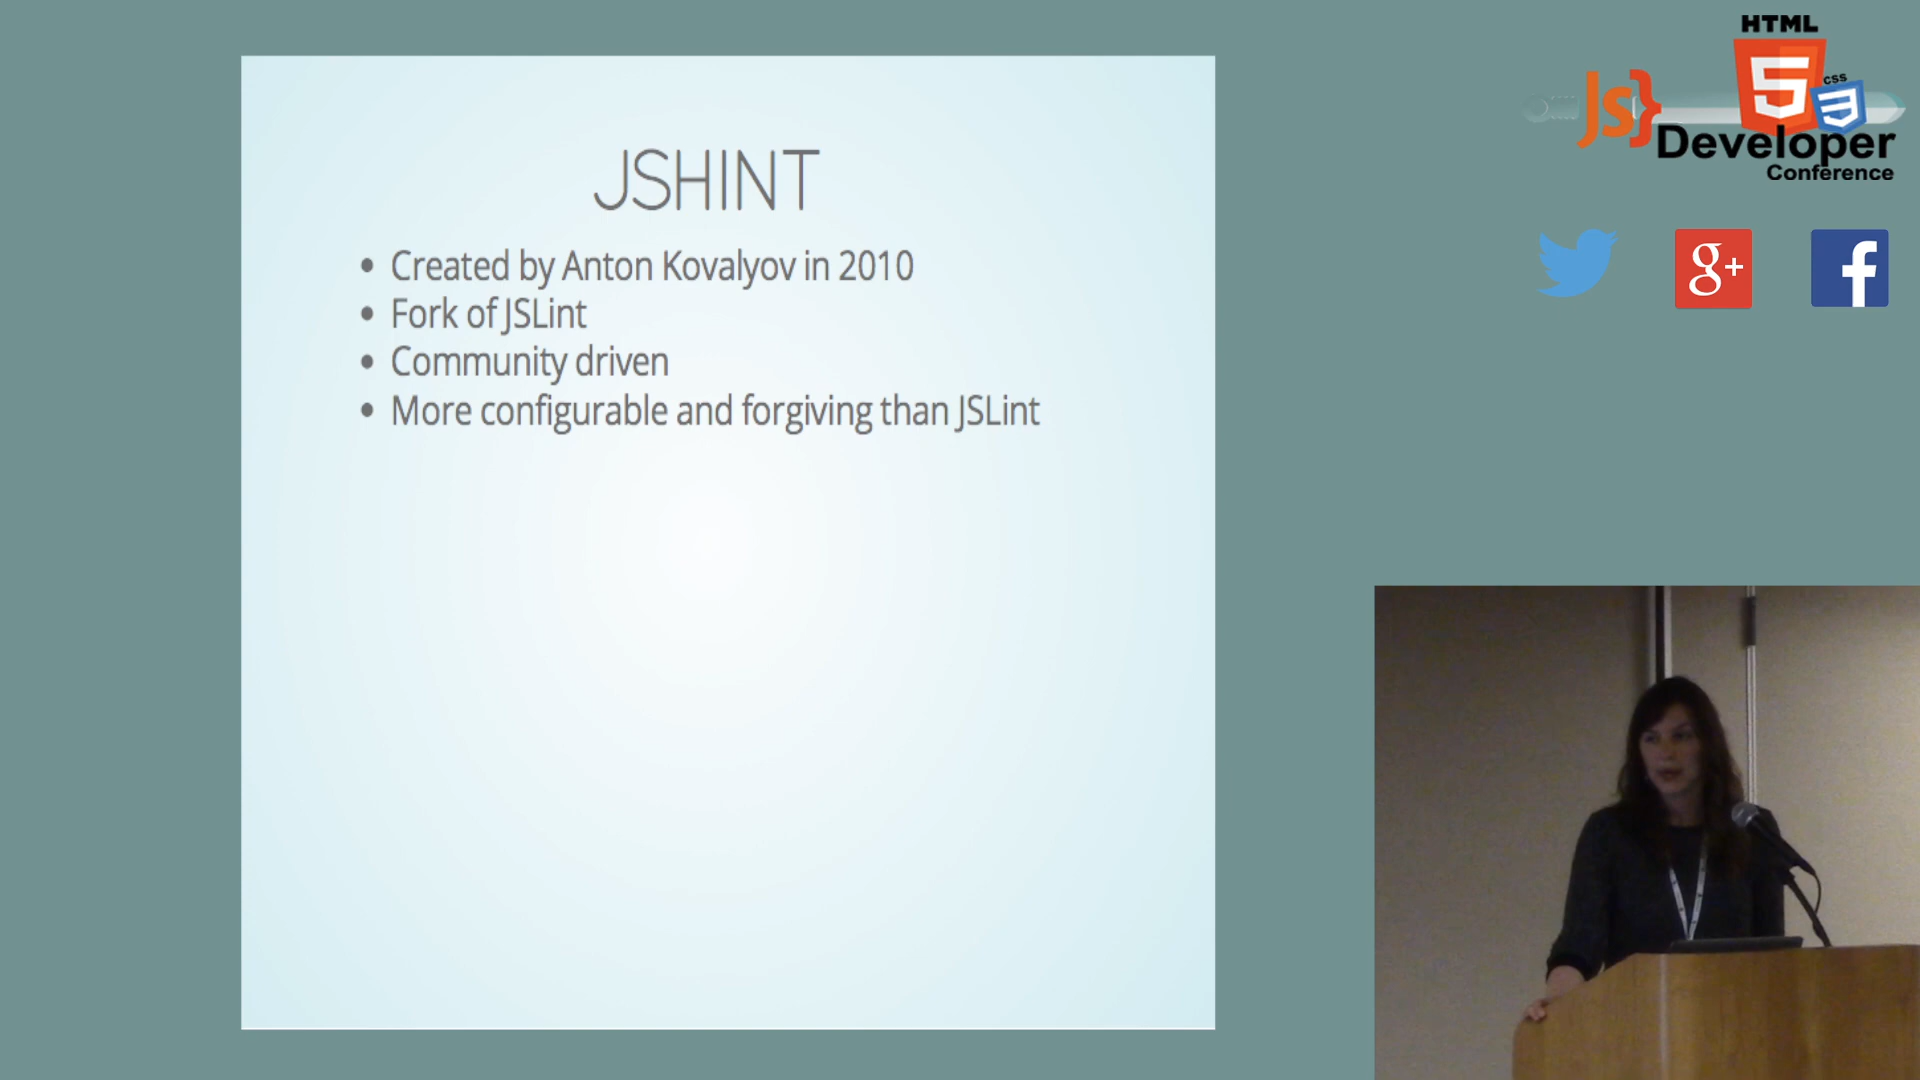 JSHINT
• Created by Anton Kovalyov in 2010
• Fork of JSLint
• Community driven
• More configurable and forgiving than JSLint
HTML
5
css
3
Js}
Developer
Conference
g+
f